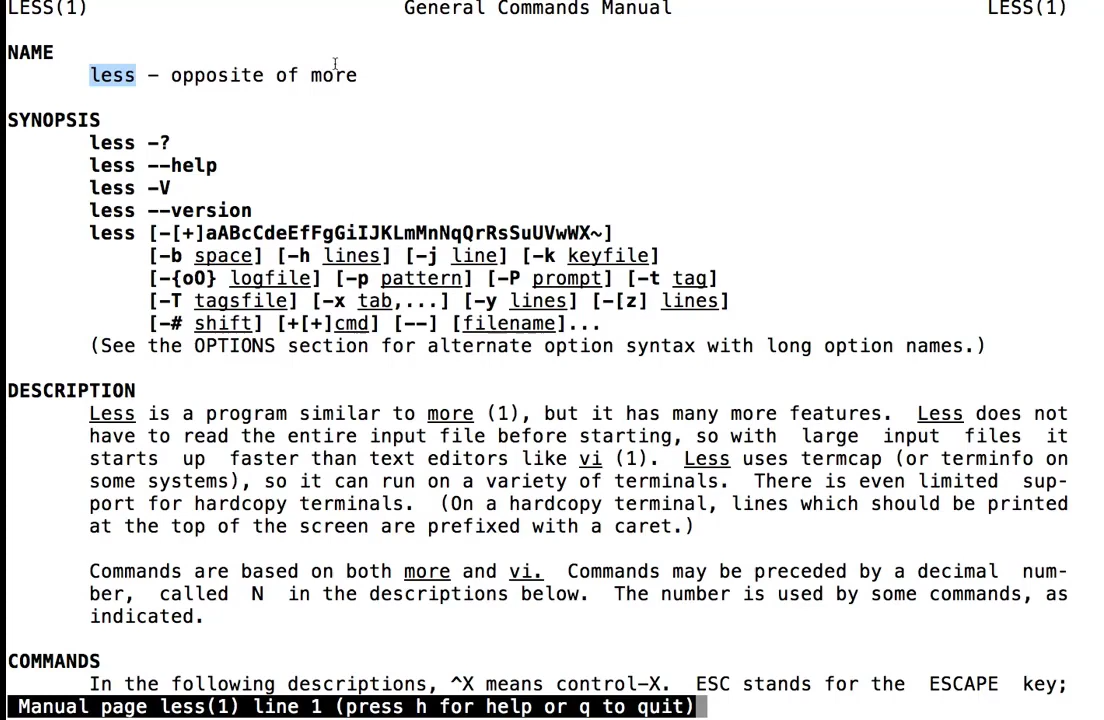 LESS(1) General Commands Manual LESS(1)
NAME
less - opposite of more
SYNOPSIS
less -?
less --help
less -V
less --version
less [-[+]aABcCdeEfFgGiIJKLmMnNqQrRsSuUVwWX~]
[-b space] [-h lines] [-j line] [-k keyfile]
[-{oO} logfile] [-p pattern] [-P prompt] [-t tag]
[-T tagsfile] [-x tab,...] [-y lines] [-[z] lines]
[-# shift] [+[+]cmd] [--] [filename]...
(See the OPTIONS section for alternate option syntax with long option names.)
DESCRIPTION
Less is a program similar to more (1), but it has many more features. Less does not
have to read the entire input file before starting, so with large input files it
starts up faster than text editors like vi (1). Less uses termcap (or terminfo on
some systems), so it can run on a variety of terminals. There is even limited sup-
port for hardcopy terminals. (On a hardcopy terminal, lines which should be printed
at the top of the screen are prefixed with a caret.)
Commands are based on both more and vi. Commands may be preceded by a decimal num-
ber, called N in the descriptions below. The number is used by some commands, as
indicated.
COMMANDS
In the following descriptions, ^X means control-X. ESC stands for the ESCAPE key;
Manual page less(1) line 1 (press h for help or q to quit)